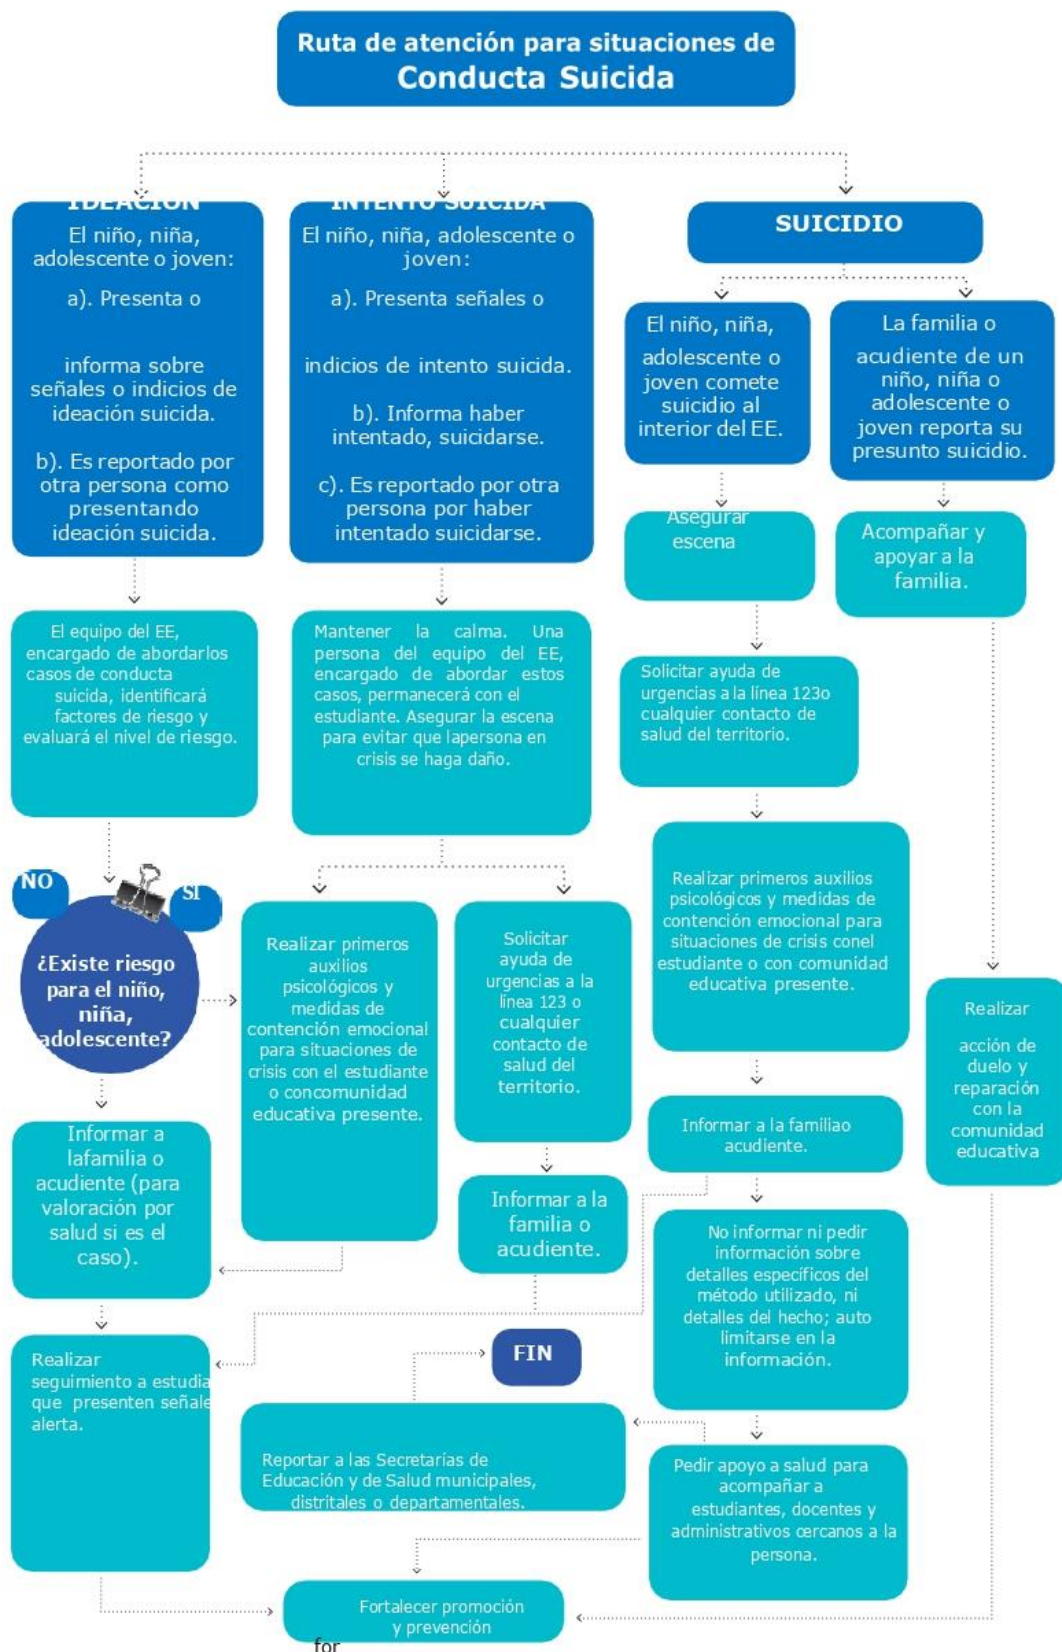 Ruta de atención para situaciones de
Conducta Suicida
IDEACIÓN
El niño, niña,
adolescente o joven:
a). Presenta o
informa sobre
señales o indicios de
ideación suicida.
b). Es reportado por
otra persona como
presentando
ideación suicida.
INTENTO SUICIDA
El niño, niña, adolescente o
joven:
a). Presenta señales o
indicios de intento suicida.
b). Informa haber
intentado, suicidarse.
c). Es reportado por otra
persona por haber
intentado suicidarse.
SUICIDIO
El niño, niña,
adolescente o
joven comete
suicidio al
interior del EE.
La familia o
acudiente de un
niño, niña o
adolescente o
joven reporta su
presunto suicidio.
Asegurar
escena
Acompañar y
apoyar a la
familia.
El equipo del EE,
encargado de abordarlos
casos de conducta
suicida, identificará
factores de riesgo y
evaluará el nivel de riesgo.
Mantener la calma. Una
persona del equipo del EE,
encargado de abordar estos
casos, permanecerá con el
estudiante. Asegurar la escena
para evitar que lapersona en
crisis se haga daño.
Solicitar ayuda de
urgencias a la línea 123o
cualquier contacto de
salud del territorio.
NO
SI
¿Existe riesgo
para el niño,
niña,
adolescente?
Realizar primeros
auxilios
psicológicos y
medidas de
contención emocional
para situaciones de
crisis con el estudiante
o concomunidad
educativa presente.
Solicitar
ayuda de
urgencias a la
línea 123 o
cualquier
contacto de
salud del
territorio.
Realizar primeros auxilios
psicológicos y medidas de
contención emocional para
situaciones de crisis conel
estudiante o con comunidad
educativa presente.
Realizar
acción de
duelo y
reparación
con la
comunidad
educativa
Informar a
lafamilia o
acudiente (para
valoración por
salud si es el
caso).
Informar a la
familia o
acudiente.
Informar a la familiao
acudiente.
No informar ni pedir
información sobre
detalles específicos del
método utilizado, ni
detalles del hecho; auto
limitarse en la
información.
FIN
Realizar
seguimiento a estudia
que presenten señale
alerta.
Reportar a las Secretarías de
Educación y de Salud municipales,
distritales o departamentales.
Pedir apoyo a salud para
acompañar a
estudiantes, docentes y
administrativos cercanos a la
persona.
Fortalecer promoción
y prevención
for